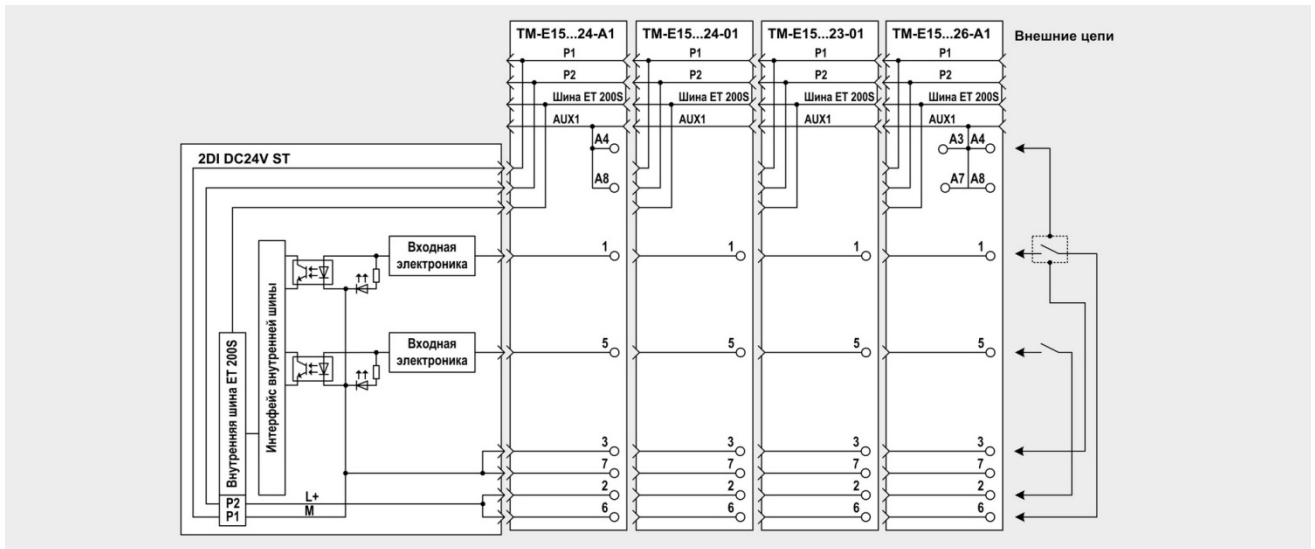 TM-E15...24-A1 TM-E15...24-01 TM-E15...23-01 TM-E15...26-A1 Внешние цепи
P1 P1 P1 P1
P2 P2 P2 P2
Шина ET 200S Шина ET 200S Шина ET 200S Шина ET 200S
AUX1 AUX1 AUX1 AUX1
A4 A3 A4
2DI DC24V ST
A8 A7 A8
Входная
электроника
1 1 1 1
Входная
электроника
5 5 5 5
Интерфейс внутренней шины
Внутренняя шина ET 200S
3 3 3 3
7 7 7 7
2 2 2 2
P2 L+
P1 M
6 6 6 6